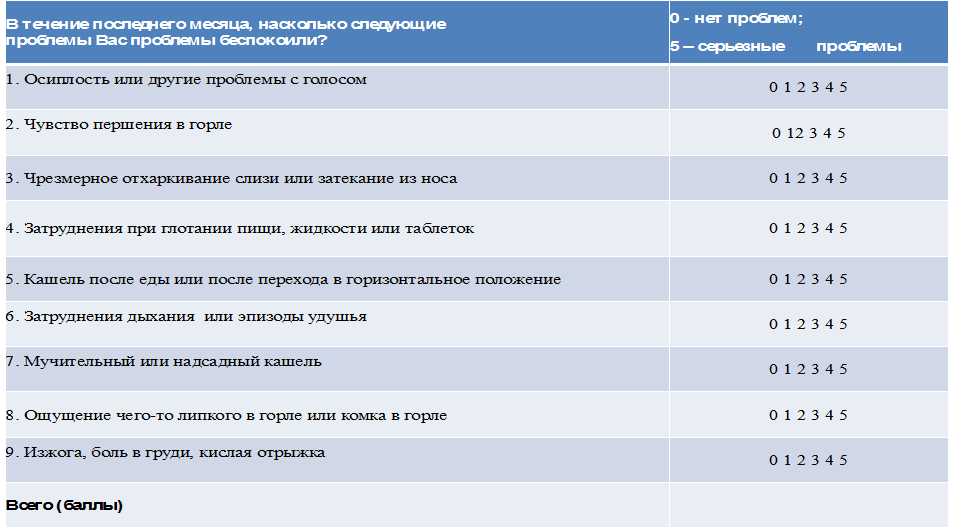 В течение последнего месяца, насколько следующие
проблемы Вас проблемы беспокоили?
0 - нет проблем;
5 – серьезные проблемы
1. Осиплость или другие проблемы с голосом
0 1 2 3 4 5
2. Чувство першения в горле
0 12 3 4 5
3. Чрезмерное отхаркивание слизи или затекание из носа
0 1 2 3 4 5
4. Затруднения при глотании пищи, жидкости или таблеток
0 1 2 3 4 5
5. Кашель после еды или после перехода в горизонтальное положение
0 1 2 3 4 5
6. Затруднения дыхания или эпизоды удушья
0 1 2 3 4 5
7. Мучительный или надсадный кашель
0 1 2 3 4 5
8. Ощущение чего-то липкого в горле или комка в горле
0 1 2 3 4 5
9. Изжога, боль в груди, кислая отрыжка
0 1 2 3 4 5
Всего (баллы)